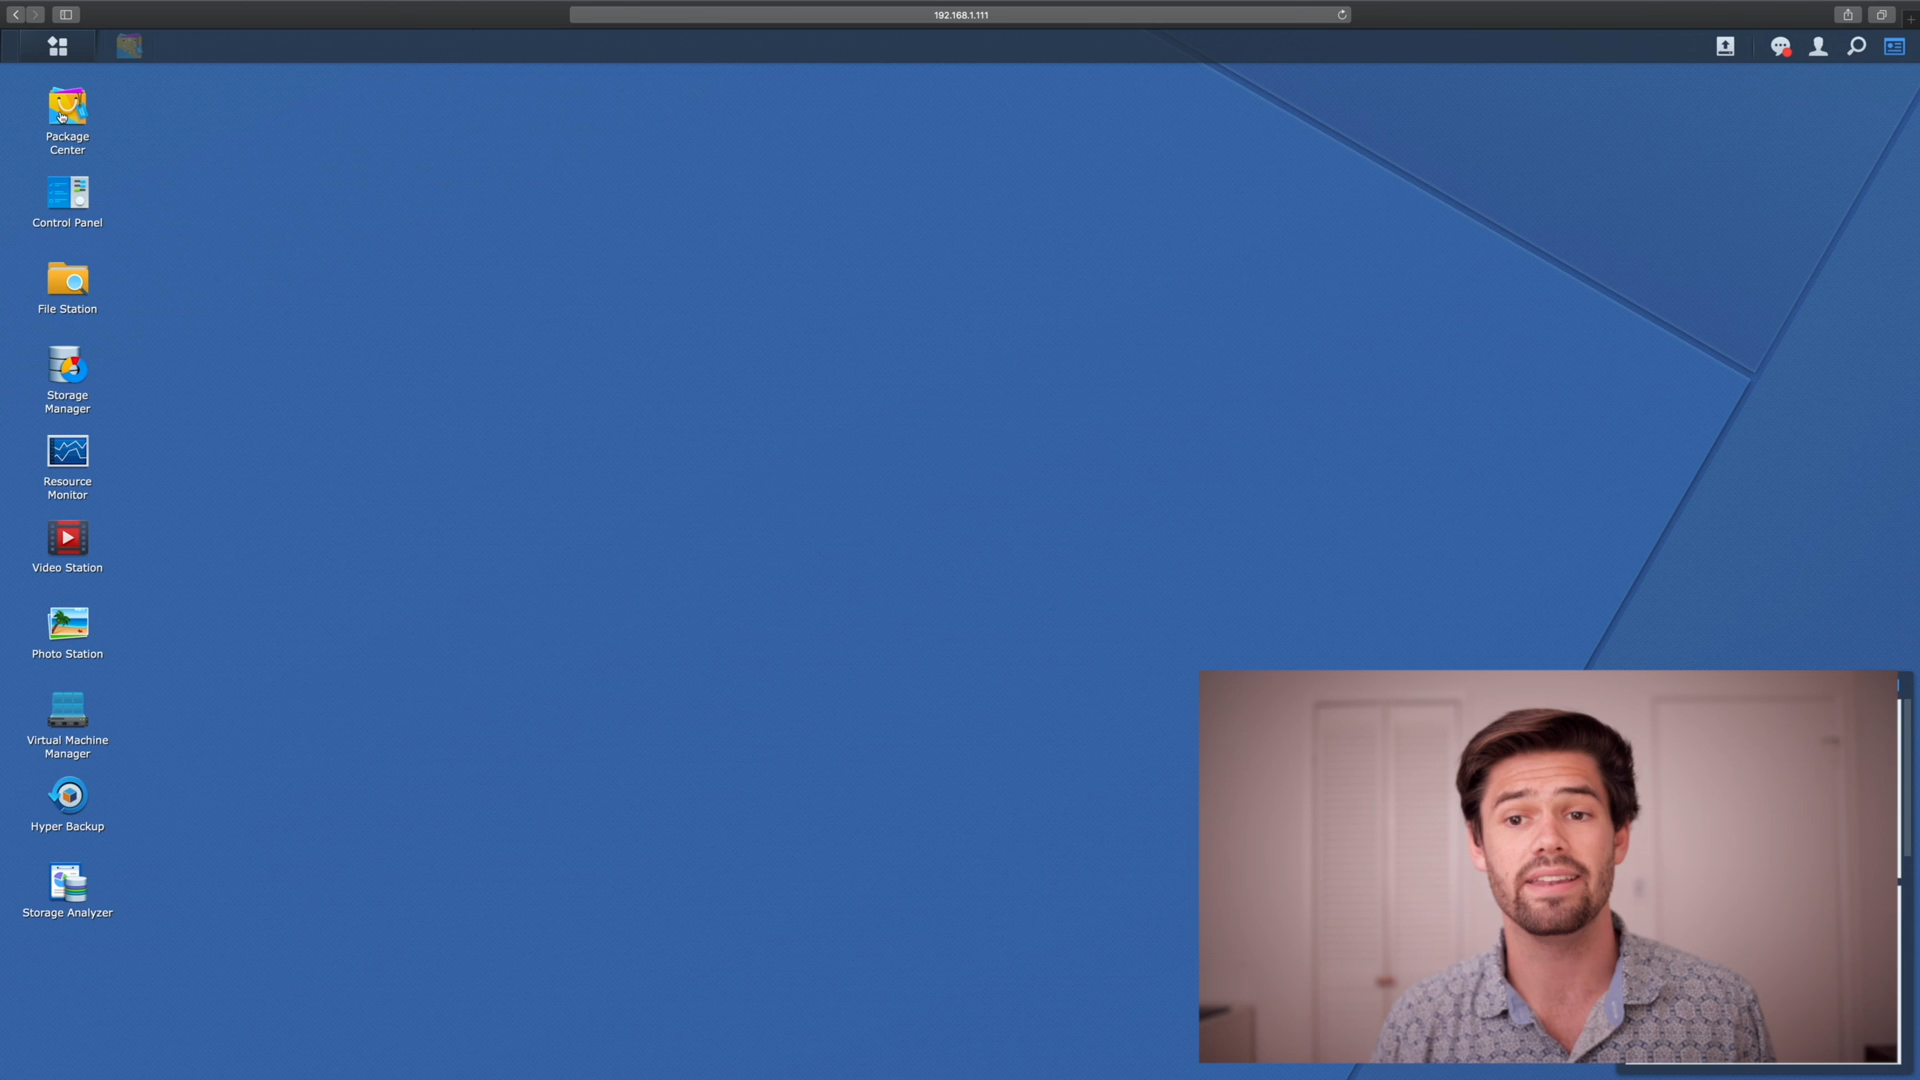 192.168.1.111
Package
Center
Control Panel
File Station
Storage
Manager
Resource
Monitor
Video Station
Photo Station
Virtual Machine
Manager
Hyper Backup
Storage Analyzer